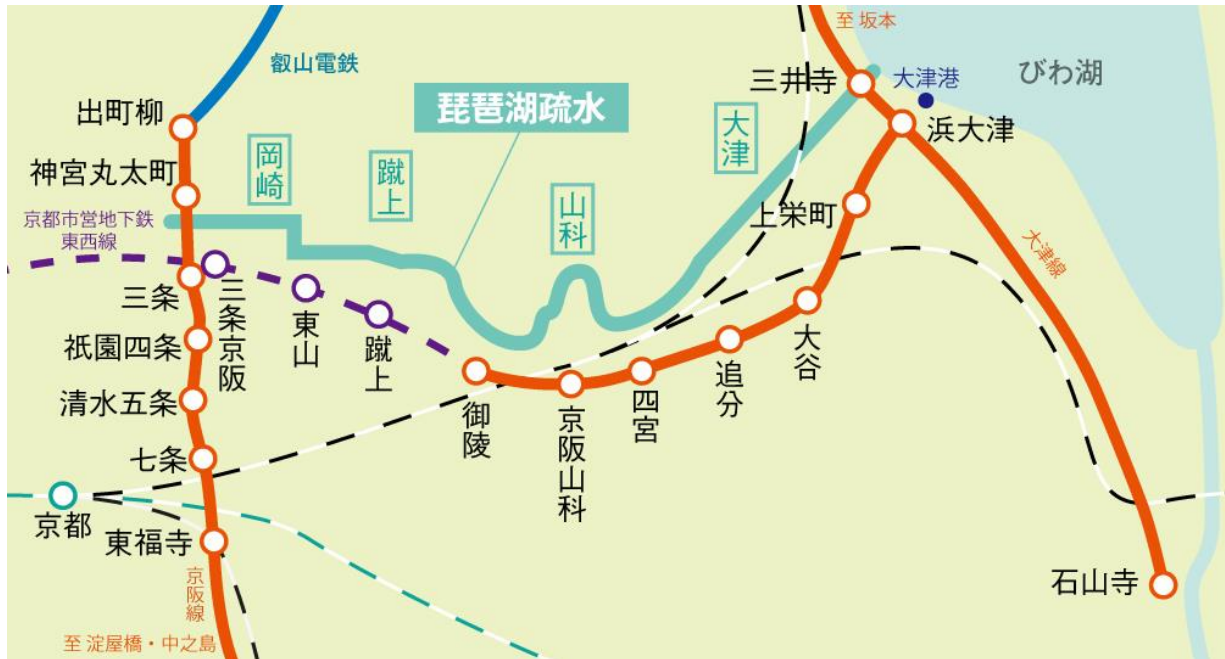 至 坂本
叡山電鉄
びわ湖
三井寺
大津港
琵琶湖疏水
出町柳
大津
浜大津
岡崎
蹴上
神宮丸太町
山科
上栄町
京都市営地下鉄
東西線
大津線
三条
三条京阪
東山
蹴上
大谷
祇園四条
追分
四宮
清水五条
御陵
京阪山科
七条
京都
東福寺
京阪線
石山寺
至 淀屋橋・中之島